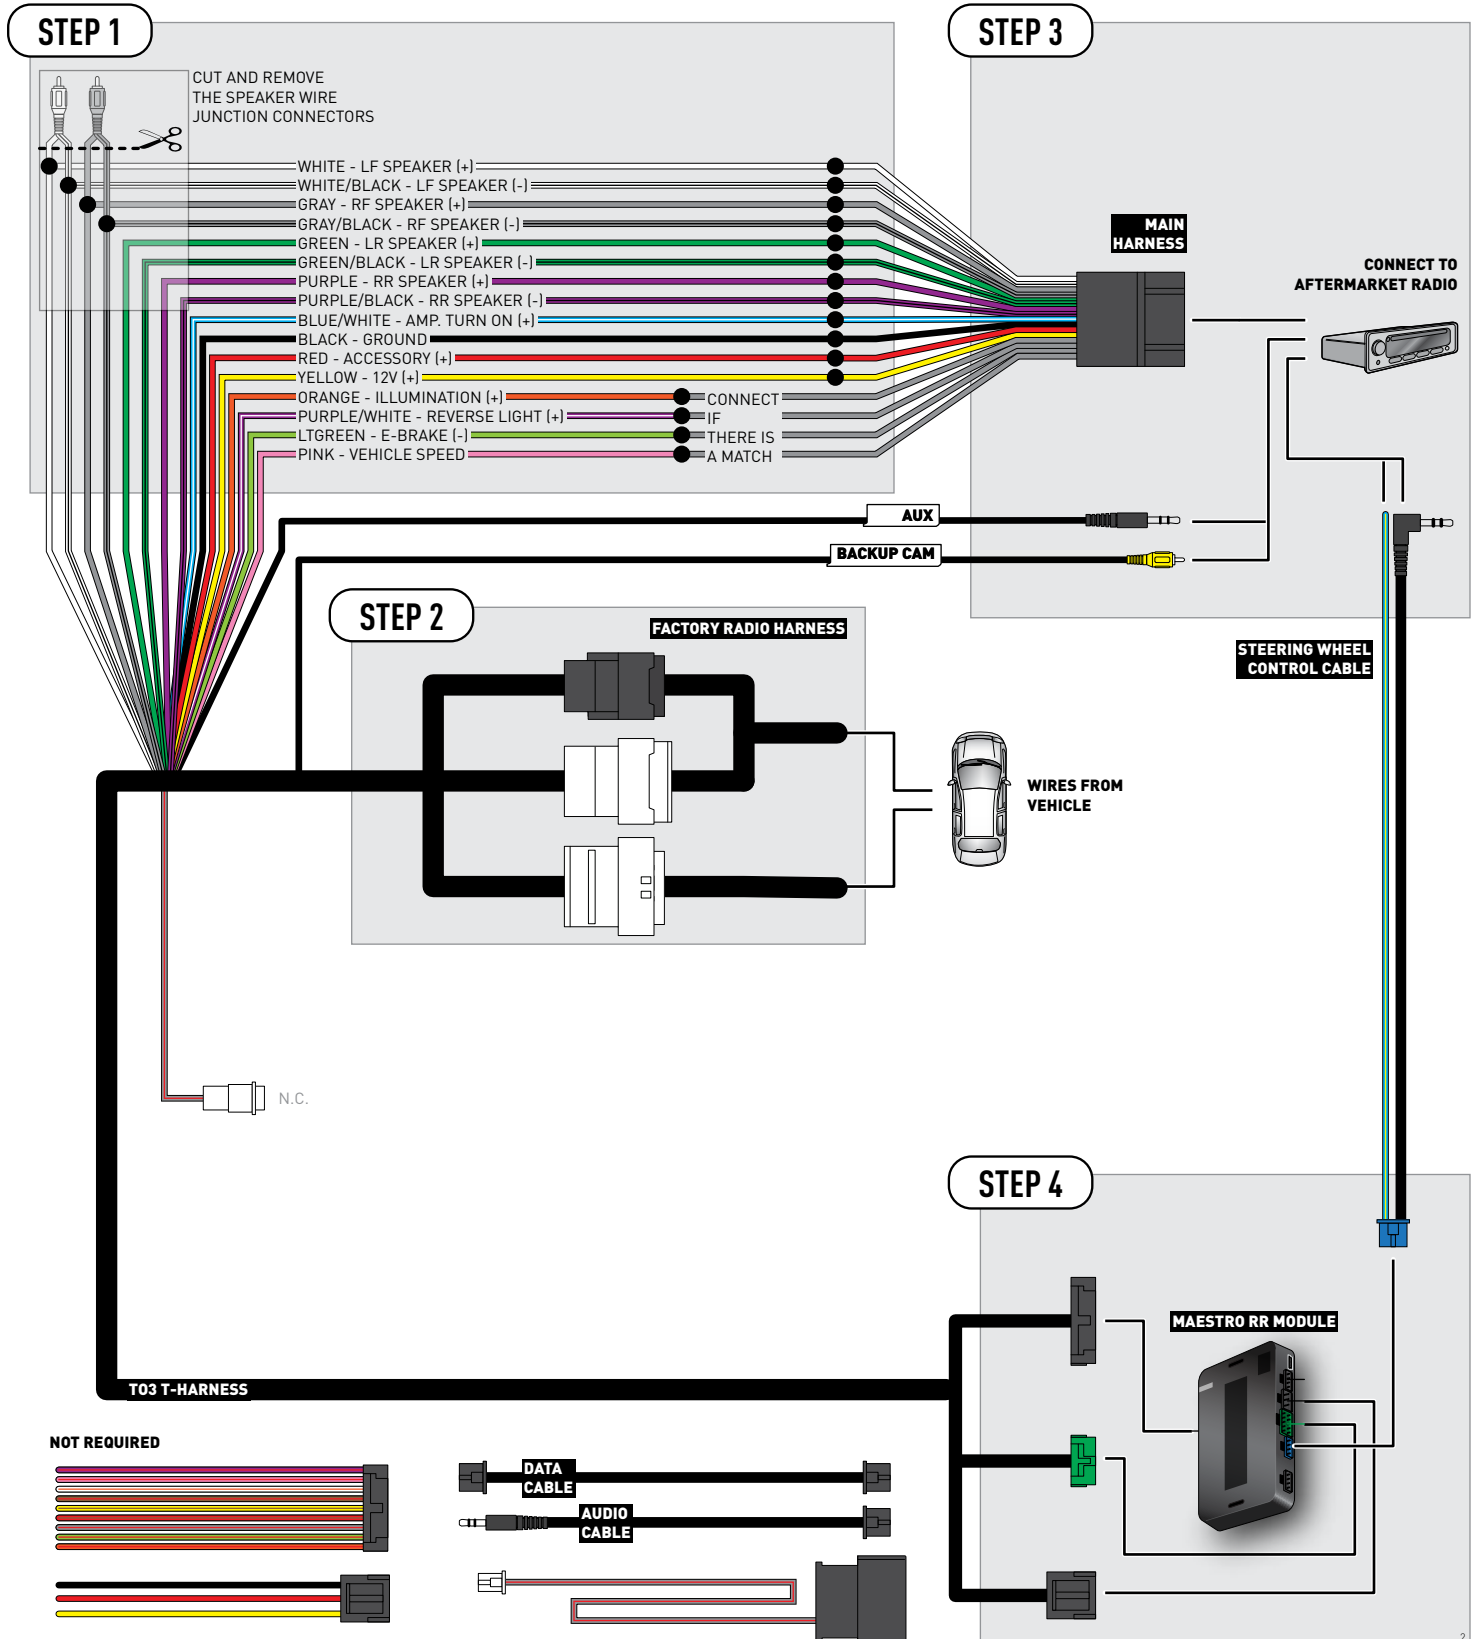 STEP 1
CUT AND REMOVE
THE SPEAKER WIRE
JUNCTION CONNECTORS
WHITE - LF SPEAKER (+)
WHITE/BLACK - LF SPEAKER (-)
GRAY - RF SPEAKER (+)
GRAY/BLACK - RF SPEAKER (-)
GREEN - LR SPEAKER (+)
GREEN/BLACK - LR SPEAKER (-)
PURPLE - RR SPEAKER (+)
PURPLE/BLACK - RR SPEAKER (-)
BLUE/WHITE - AMP. TURN ON (+)
BLACK - GROUND
RED - ACCESSORY (+)
YELLOW - 12V (+)
ORANGE - ILLUMINATION (+)
PURPLE/WHITE - REVERSE LIGHT (+)
LTGREEN - E-BRAKE (-)
PINK - VEHICLE SPEED
CONNECT
IF
THERE IS
A MATCH
STEP 3
MAIN
HARNESS
CONNECT TO
AFTERMARKET RADIO
AUX
BACKUP CAM
STEP 2
FACTORY RADIO HARNESS
STEERING WHEEL
CONTROL CABLE
WIRES FROM
VEHICLE
N.C.
STEP 4
MAESTRO RR MODULE
TO3 T-HARNESS
NOT REQUIRED
DATA
CABLE
AUDIO
CABLE
2